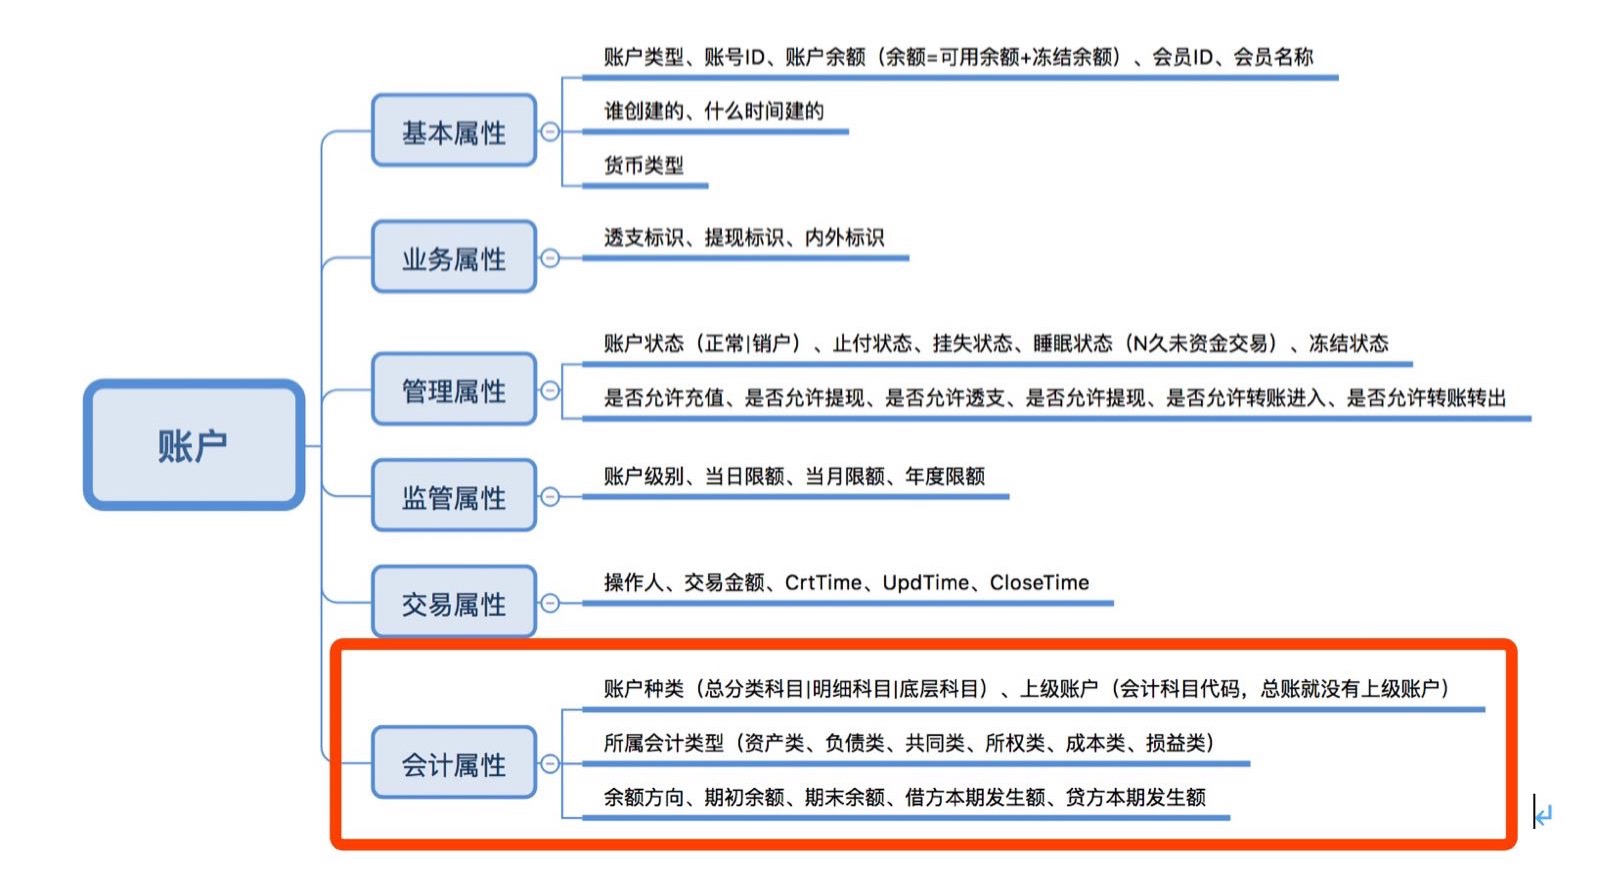 账户
基本属性
账户类型、账号ID、账户余额（余额=可用余额+冻结余额）、会员ID、会员名称
谁创建的、什么时间建的
货币类型
业务属性
透支标识、提现标识、内外标识
管理属性
账户状态（正常|销户）、止付状态、挂失状态、睡眠状态（N久未资金交易）、冻结状态
是否允许充值、是否允许提现、是否允许透支、是否允许提现、是否允许转账进入、是否允许转账转出
监管属性
账户级别、当日限额、当月限额、年度限额
交易属性
操作人、交易金额、CrtTime、UpdTime、CloseTime
会计属性
账户种类（总分类科目|明细科目|底层科目）、上级账户（会计科目代码，总账就没有上级账户）
所属会计类型（资产类、负债类、共同类、所权类、成本类、损益类）
余额方向、期初余额、期末余额、借方本期发生额、贷方本期发生额